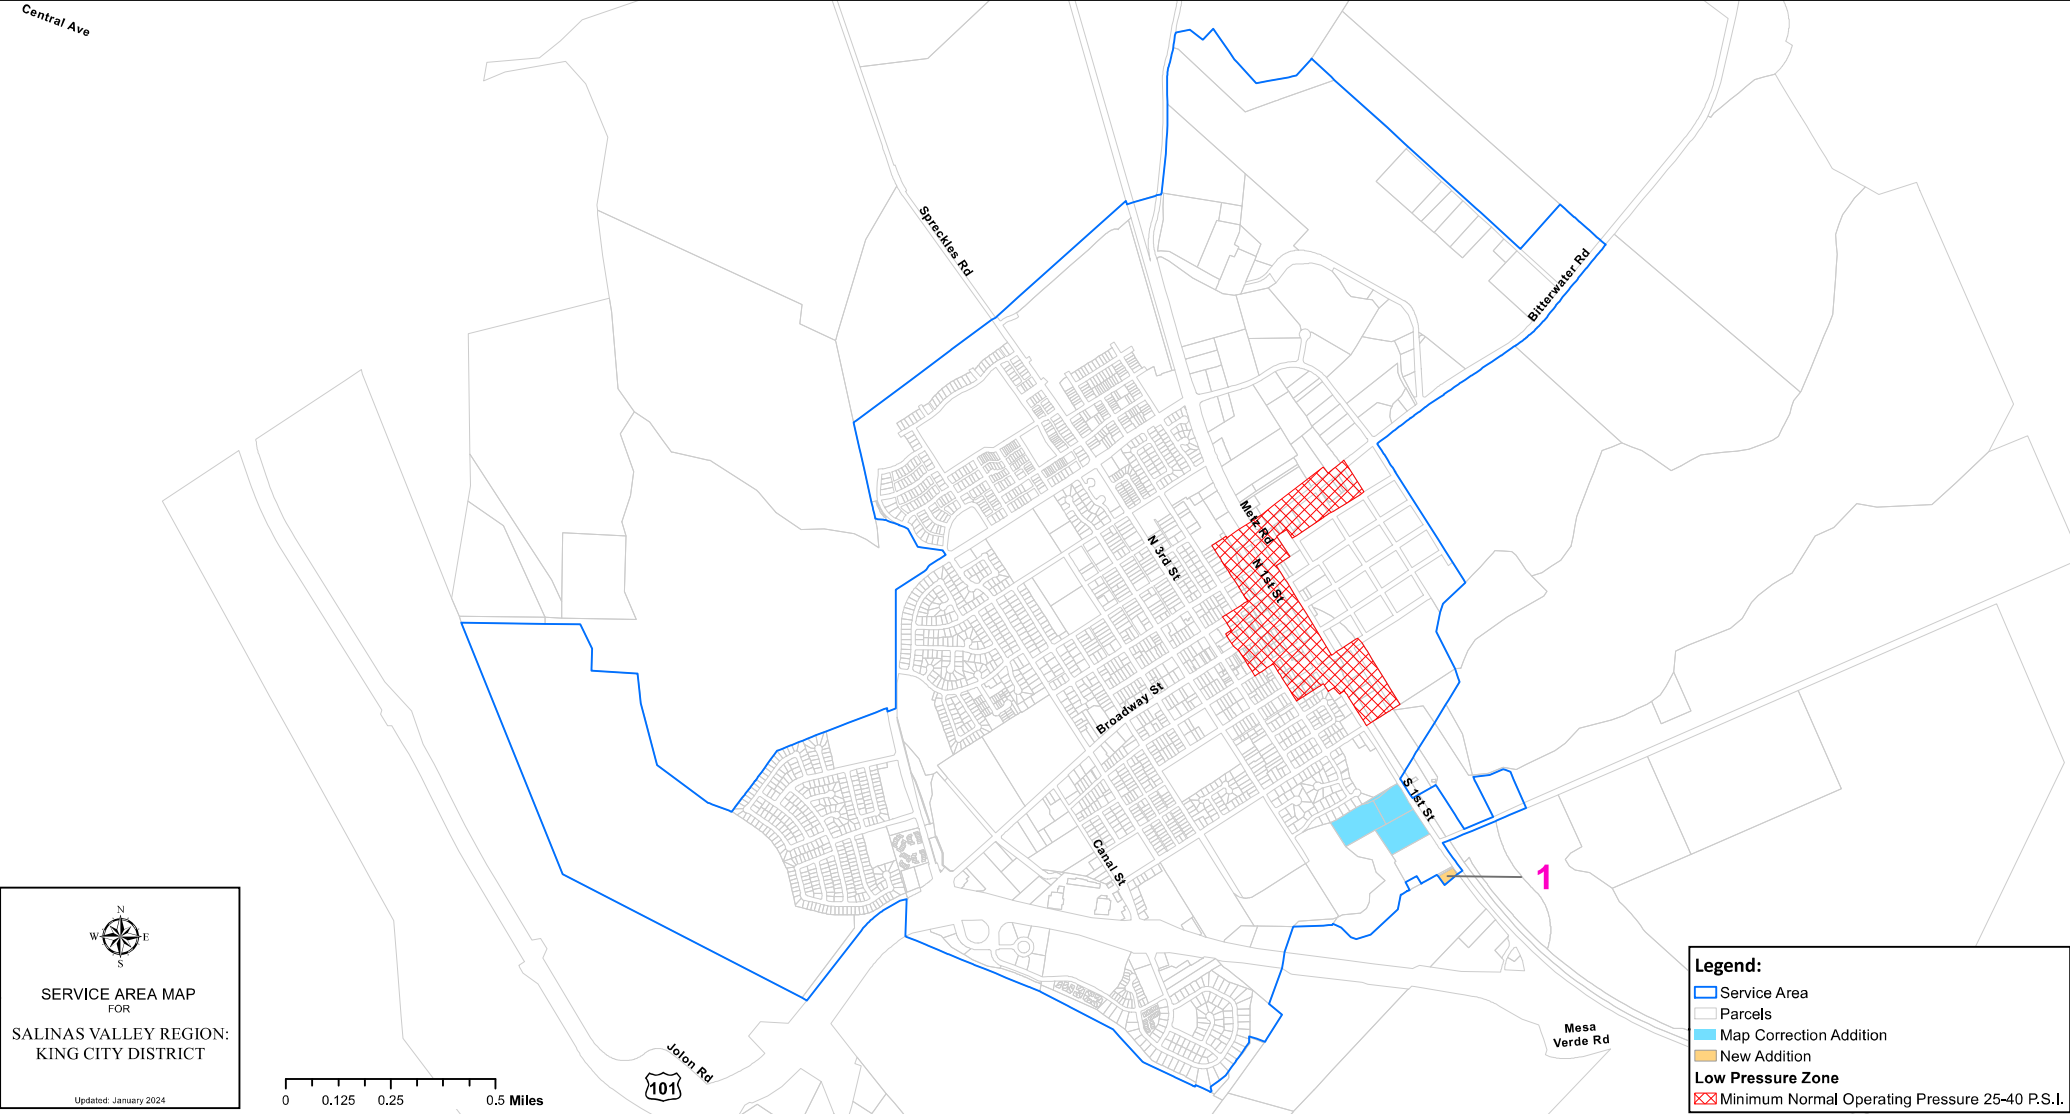 Central Ave
Spreckles Rd
Bitterwater Rd
Metz Rd
N 3rd St
N 1st St
Broadway St
S 1st St
Canal St
1
N
W E
S
SERVICE AREA MAP
FOR
SALINAS VALLEY REGION:
KING CITY DISTRICT
Updated: January 2024
0 0.125 0.25 0.5 Miles
Jolon Rd
101
Mesa
Verde Rd
Legend:
Service Area
Parcels
Map Correction Addition
New Addition
Low Pressure Zone
Minimum Normal Operating Pressure 25-40 P.S.I.